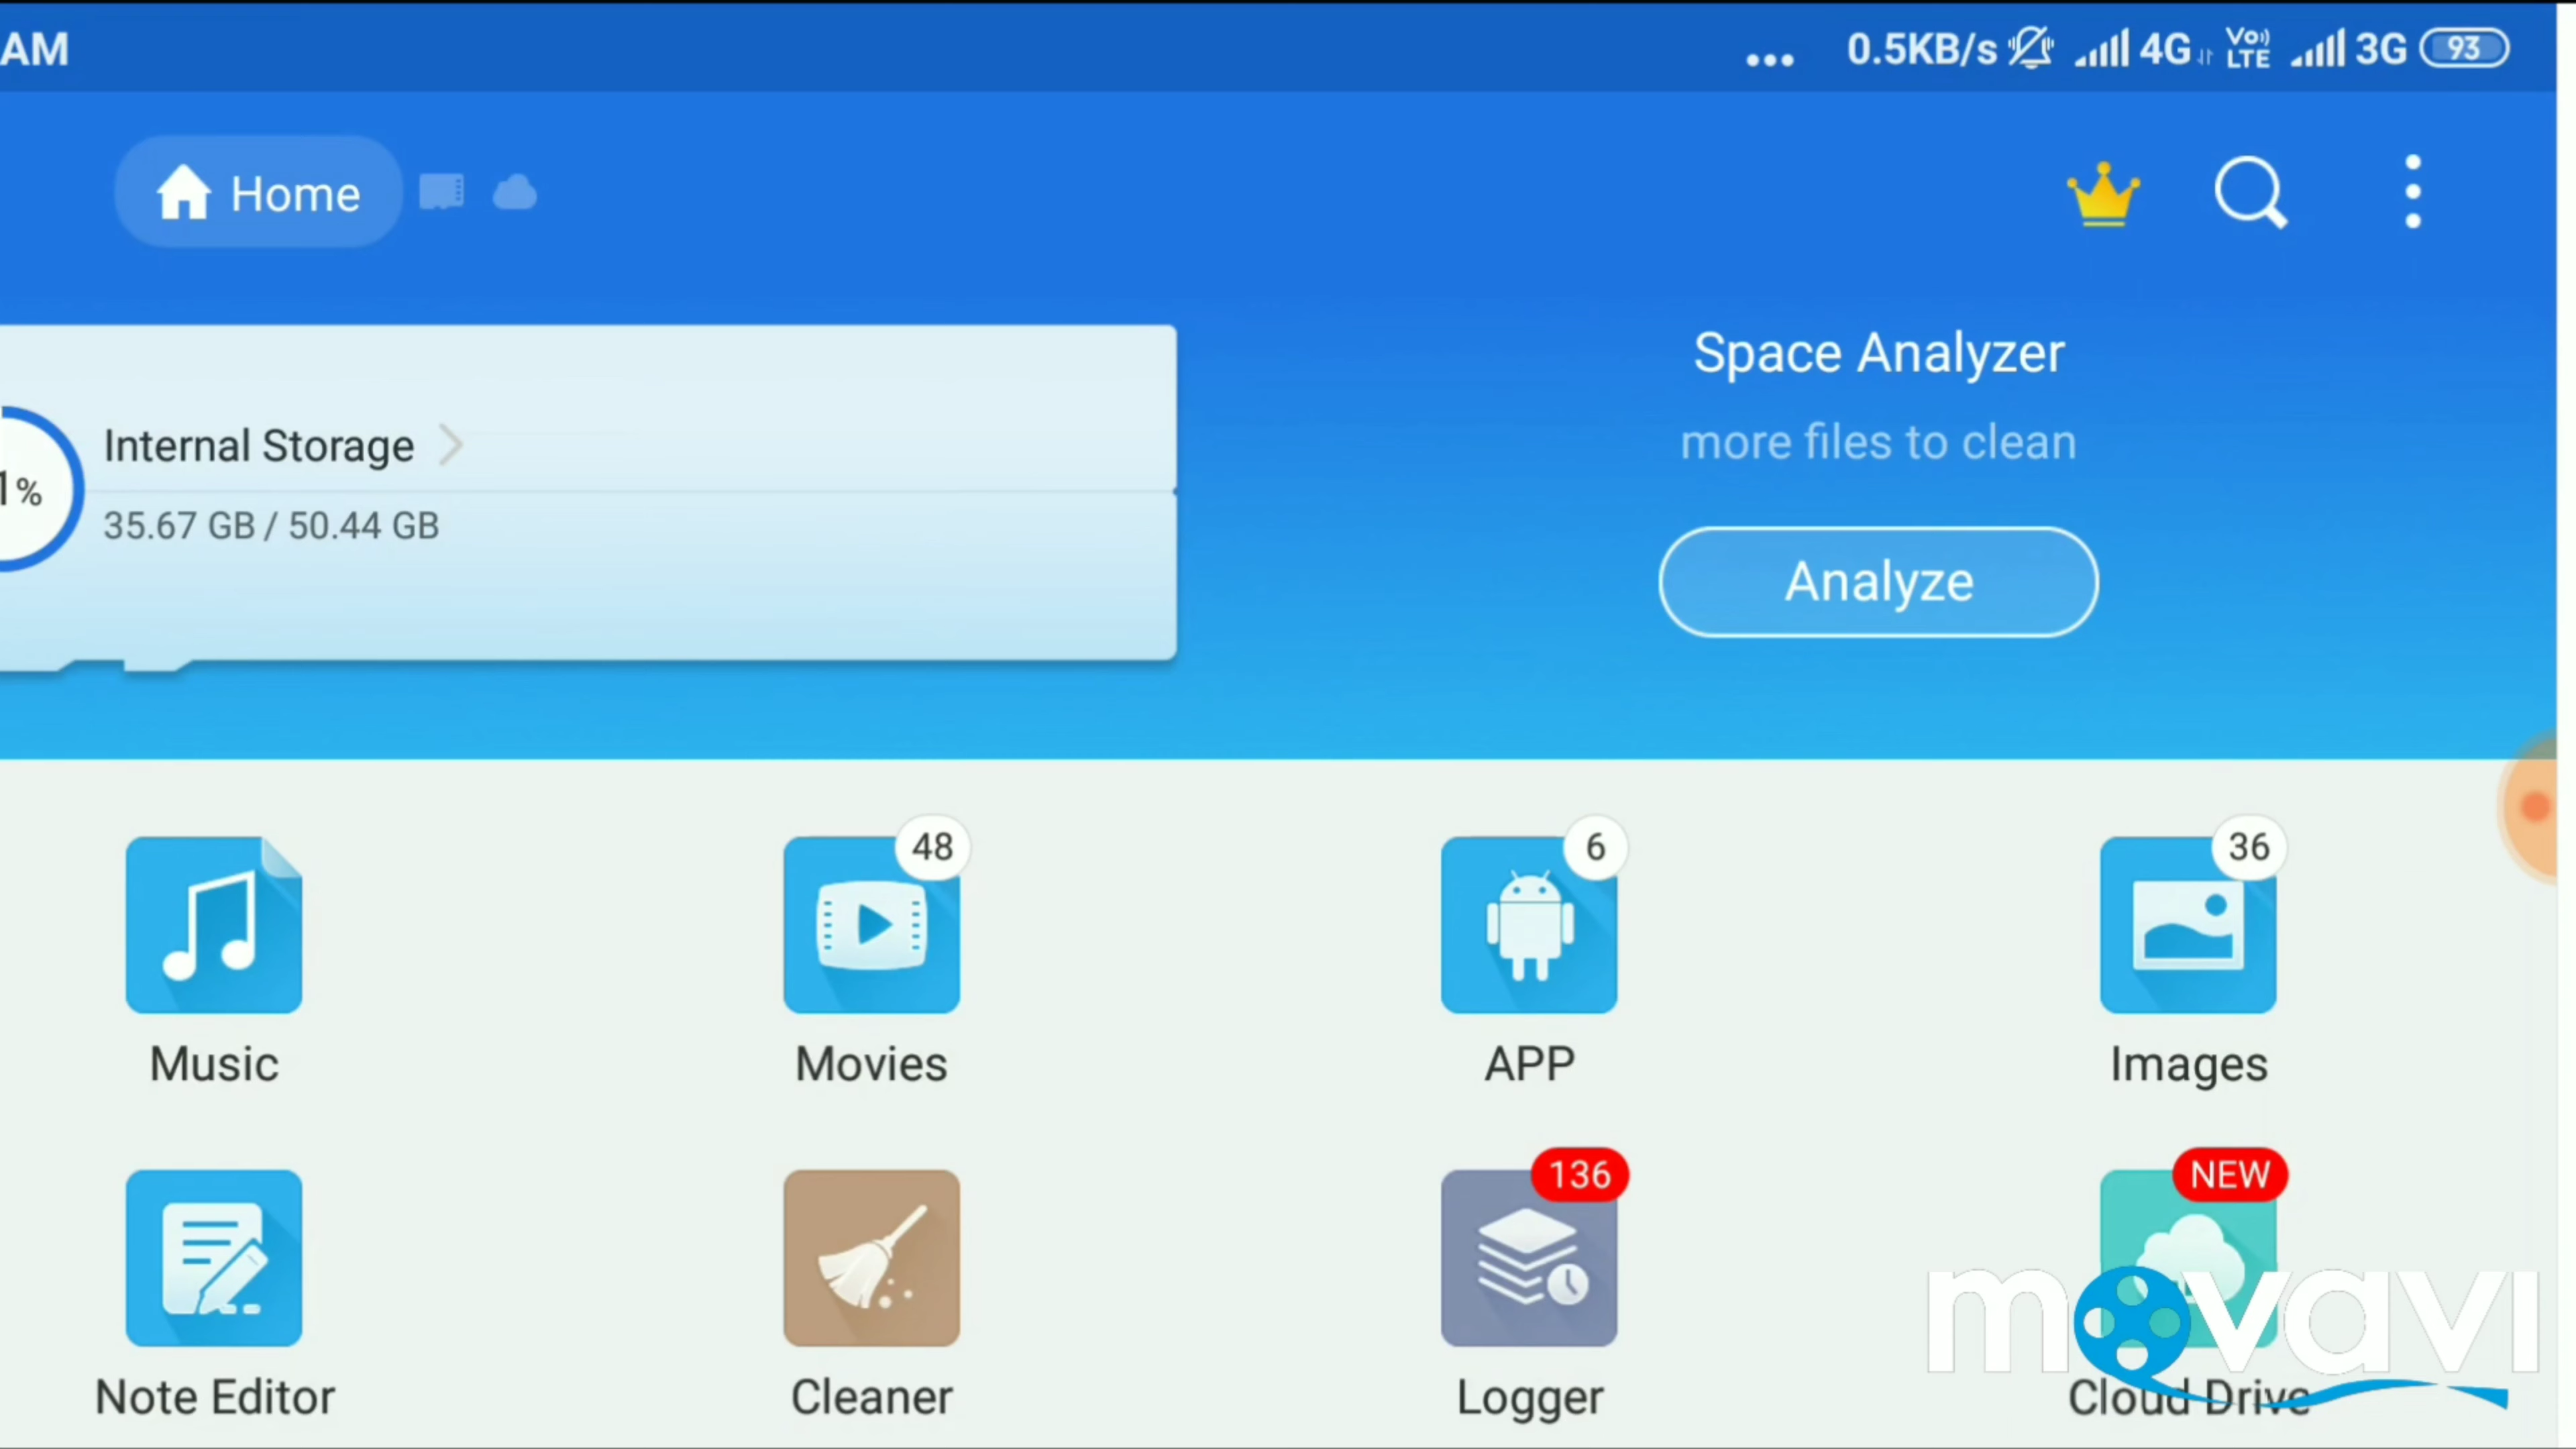 AM ... 0.5KB/s 4G VoLTE 3G 93
Home
Space Analyzer
more files to clean
Internal Storage
1%
35.67 GB / 50.44 GB
Analyze
48 6 36
Music Movies APP Images
136 NEW
Note Editor Cleaner Logger Cloud Drive
movavi